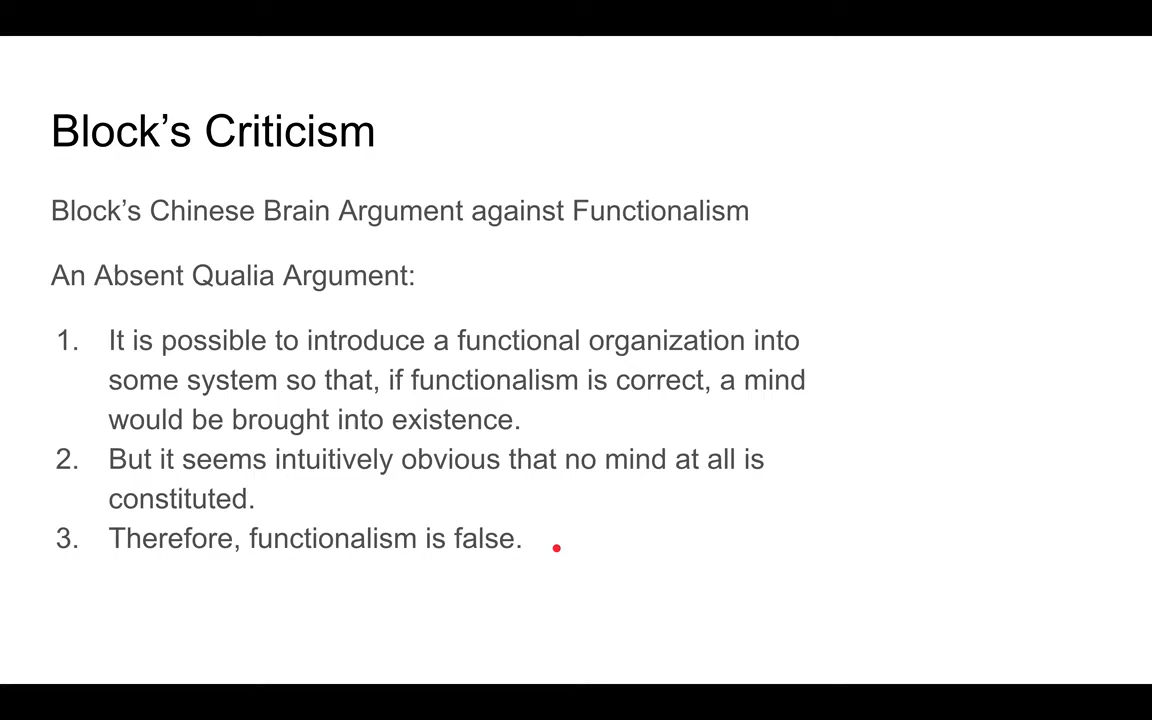 Block’s Criticism
Block’s Chinese Brain Argument against Functionalism
An Absent Qualia Argument:
1. It is possible to introduce a functional organization into
some system so that, if functionalism is correct, a mind
would be brought into existence.
2. But it seems intuitively obvious that no mind at all is
constituted.
3. Therefore, functionalism is false.